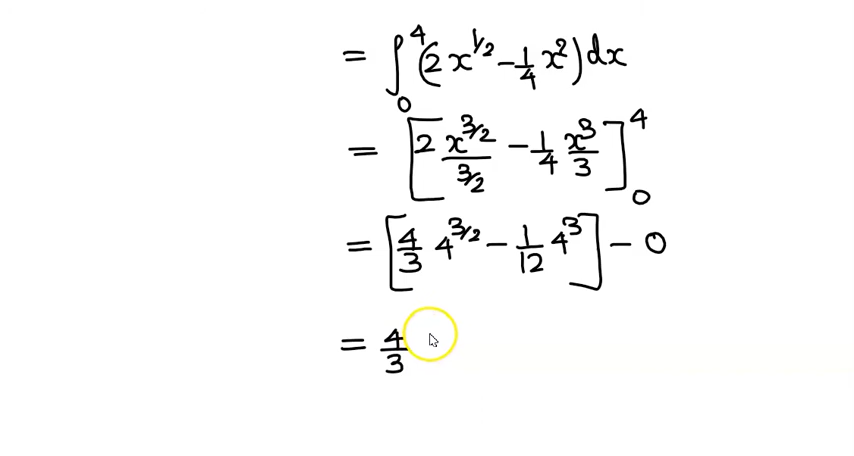 = ∫₀⁴ (2x^{1/2} - 1/4 x²) dx
= [2 x^{3/2}/(3/2) - 1/4 x³/3]₀⁴
= [4/3 4^{3/2} - 1/12 4³] - 0
= 4/3